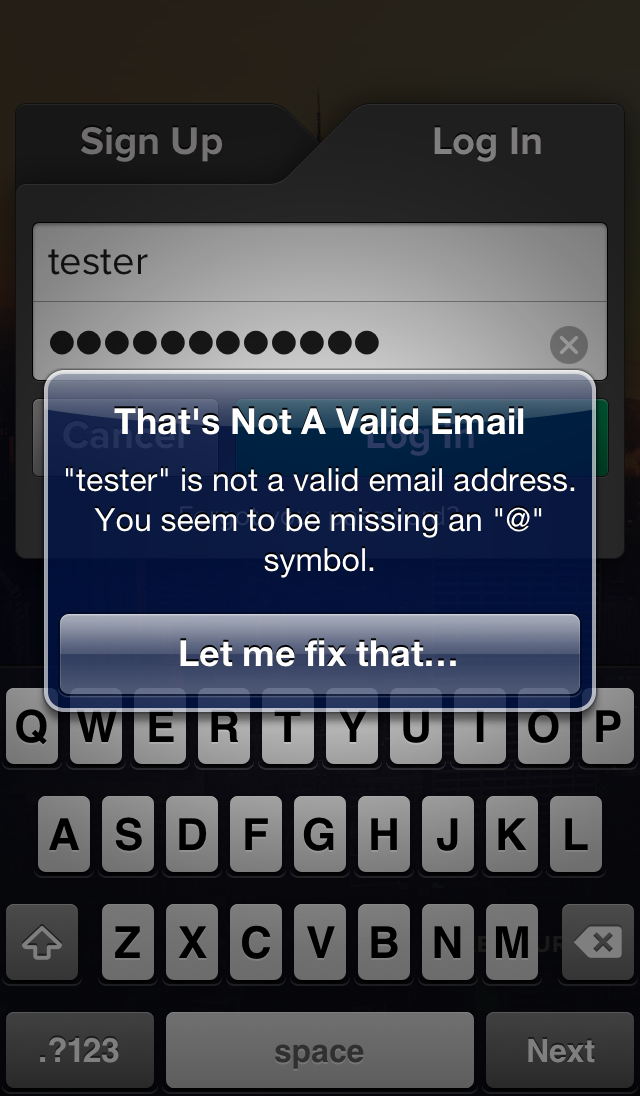 Sign Up
Log In
tester
Cancel
Log In
That's Not A Valid Email
"tester" is not a valid email address.
You seem to be missing an "@"
symbol.
Let me fix that...
Q W E R T Y U I O P
A S D F G H J K L
Z X C V B N M
.?123 space Next